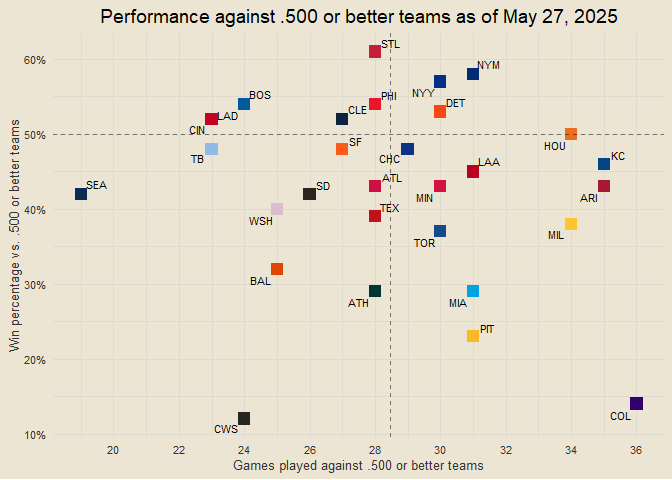 Performance against .500 or better teams as of May 27, 2025
STL
NYM
60%
NYY
BOS
PHI
DET
LAD
CLE
CIN
50%
HOU
SF
TB
CHC
KC
LAA
SEA
SD
ATL
MIN
ARI
40%
WSH
TEX
TOR
MIL
BAL
30%
ATH
MIA
PIT
20%
CWS
COL
10%
Win percentage vs. .500 or better teams
20 22 24 26 28 30 32 34 36
Games played against .500 or better teams